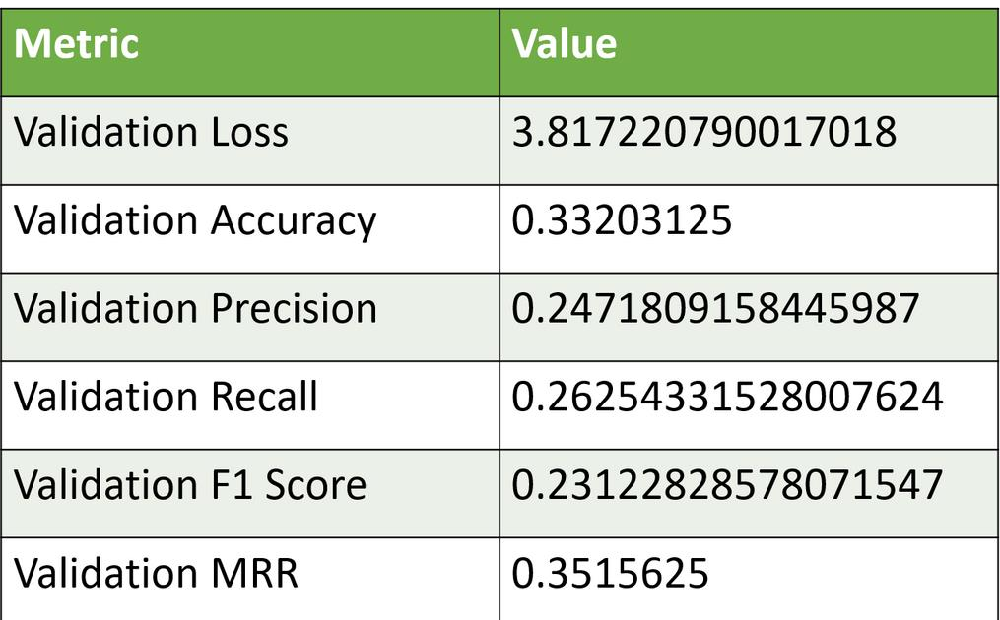 Metric Value
Validation Loss 3.817220790017018
Validation Accuracy 0.33203125
Validation Precision 0.2471809158445987
Validation Recall 0.26254331528007624
Validation F1 Score 0.23122828578071547
Validation MRR 0.3515625